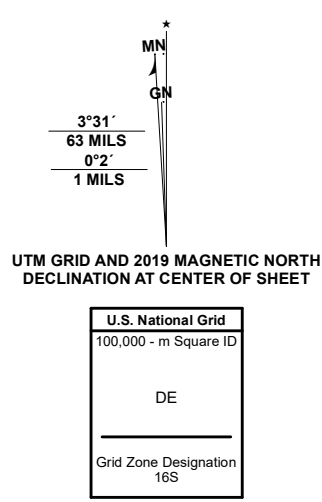 ★
MN
GN
3°31´
63 MILS
0°2´
1 MILS
UTM GRID AND 2019 MAGNETIC NORTH
DECLINATION AT CENTER OF SHEET
U.S. National Grid
100,000 - m Square ID
DE
Grid Zone Designation
16S